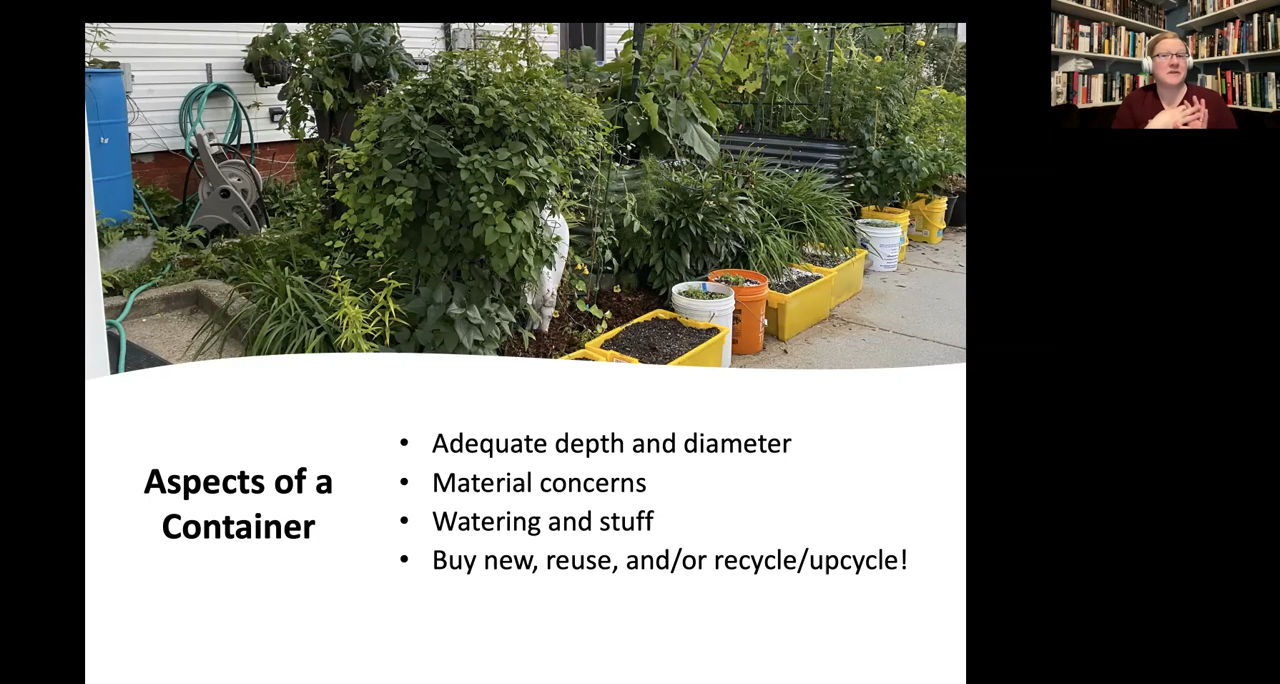 Aspects of a
Container
• Adequate depth and diameter
• Material concerns
• Watering and stuff
• Buy new, reuse, and/or recycle/upcycle!